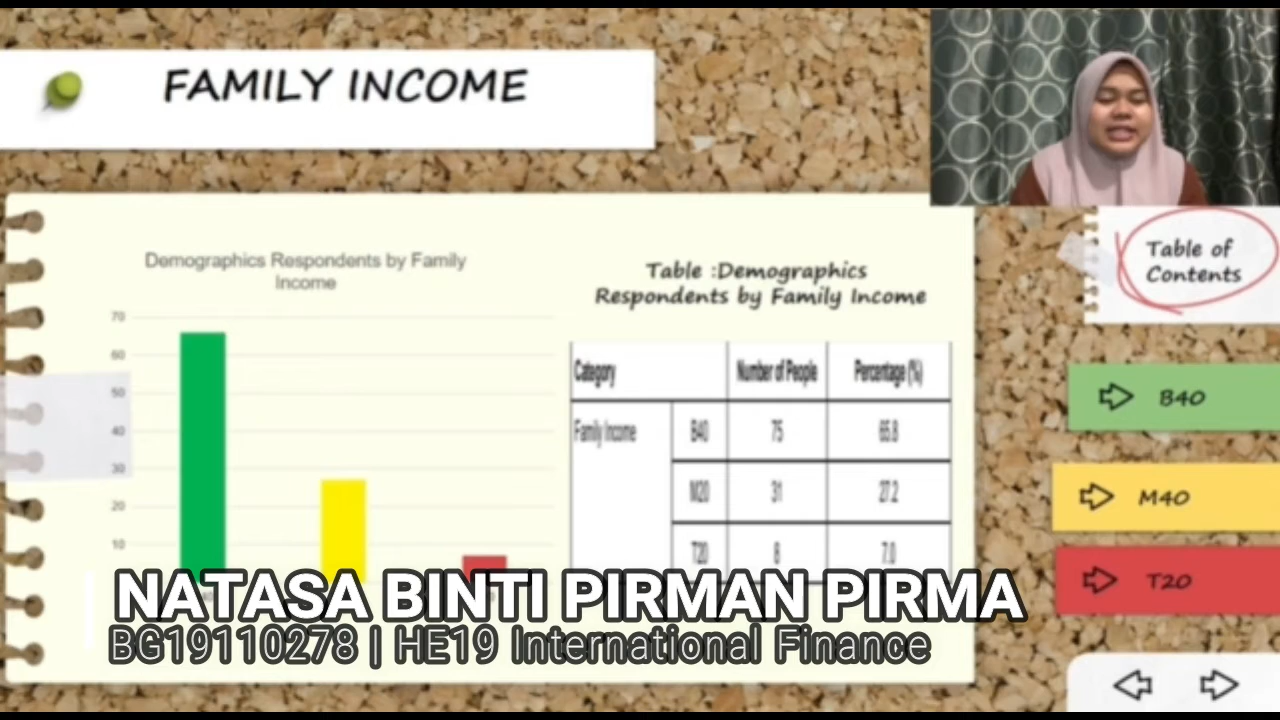 FAMILY INCOME
Demographics Respondents by Family
Income
70
60
50
40
30
20
10
Table :Demographics
Respondents by Family Income
Category Number of People Percentage (%)
Family Income B40 75 65.8
M20 31 27.2
T20 8 7.0
Table of
Contents
B40
M40
T20
NATASA BINTI PIRMAN PIRMA
BG19110278 | HE19 International Finance